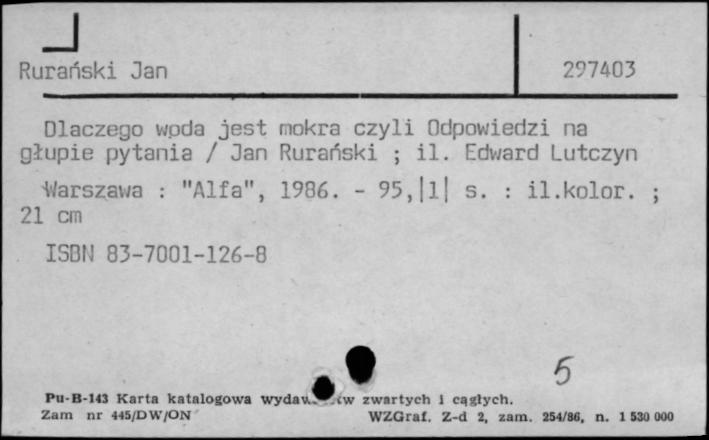 Rurański Jan 297403
Dlaczego woda jest mokra czyli Odpowiedzi na
głupie pytania / Jan Rurański ; il. Edward Lutczyn
Warszawa : "Alfa", 1986. - 95,|1| s. : il.kolor. ;
21 cm
ISBN 83-7001-126-8
5
Pu-B-143 Karta katalogowa zwartych i cągłych.
Zam nr 445/DW/ON WZGraf. Z-d 2, zam. 254/86, n. 1 530 000